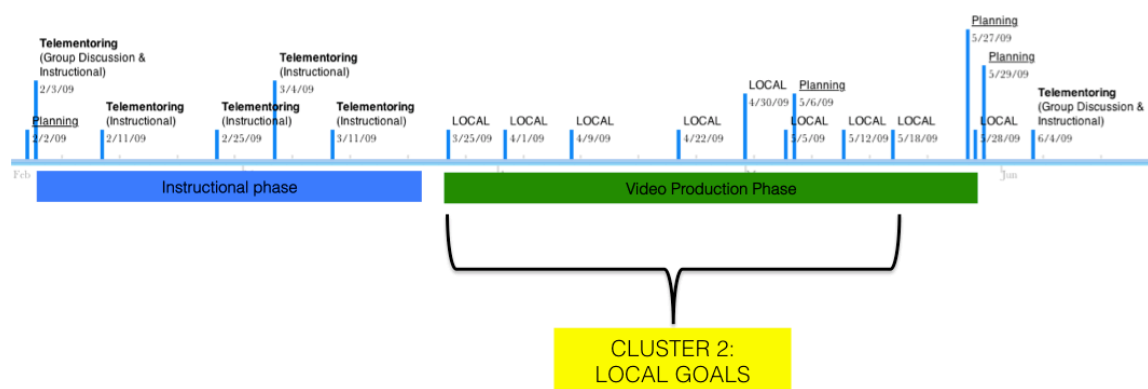 Planning
5/27/09
Telementoring
(Group Discussion &
Instructional)
2/3/09
Telementoring
(Instructional)
3/4/09
Planning
5/29/09
LOCAL
4/30/09
Planning
5/6/09
Telementoring
(Group Discussion &
Instructional)
6/4/09
Planning
2/2/09
Telementoring
(Instructional)
2/11/09
Telementoring
(Instructional)
2/25/09
Telementoring
(Instructional)
3/11/09
LOCAL
3/25/09
LOCAL
4/1/09
LOCAL
4/9/09
LOCAL
4/22/09
LOCAL
5/5/09
LOCAL
5/12/09
LOCAL
5/18/09
LOCAL
5/28/09
Feb
Jun
Instructional phase
Video Production Phase
CLUSTER 2:
LOCAL GOALS